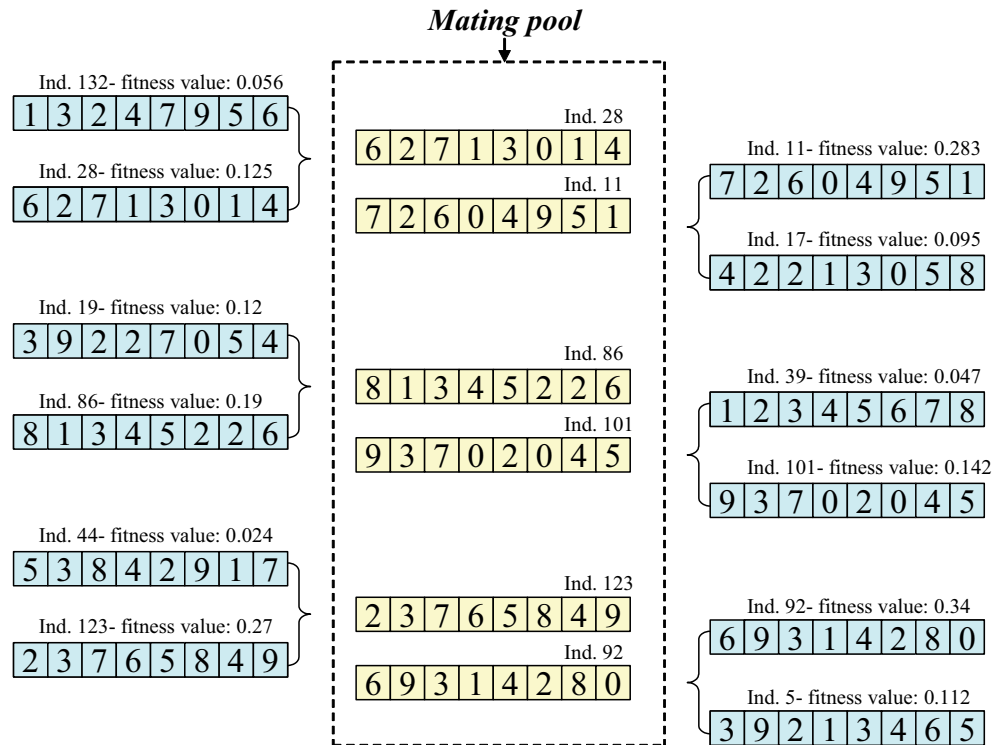 Mating pool
Ind. 132- fitness value: 0.056
1 3 2 4 7 9 5 6
Ind. 28- fitness value: 0.125
6 2 7 1 3 0 1 4
Ind. 19- fitness value: 0.12
3 9 2 2 7 0 5 4
Ind. 86- fitness value: 0.19
8 1 3 4 5 2 2 6
Ind. 44- fitness value: 0.024
5 3 8 4 2 9 1 7
Ind. 123- fitness value: 0.27
2 3 7 6 5 8 4 9
Ind. 28
6 2 7 1 3 0 1 4
Ind. 11
7 2 6 0 4 9 5 1
Ind. 86
8 1 3 4 5 2 2 6
Ind. 101
9 3 7 0 2 0 4 5
Ind. 123
2 3 7 6 5 8 4 9
Ind. 92
6 9 3 1 4 2 8 0
Ind. 11- fitness value: 0.283
7 2 6 0 4 9 5 1
Ind. 17- fitness value: 0.095
4 2 2 1 3 0 5 8
Ind. 39- fitness value: 0.047
1 2 3 4 5 6 7 8
Ind. 101- fitness value: 0.142
9 3 7 0 2 0 4 5
Ind. 92- fitness value: 0.34
6 9 3 1 4 2 8 0
Ind. 5- fitness value: 0.112
3 9 2 1 3 4 6 5